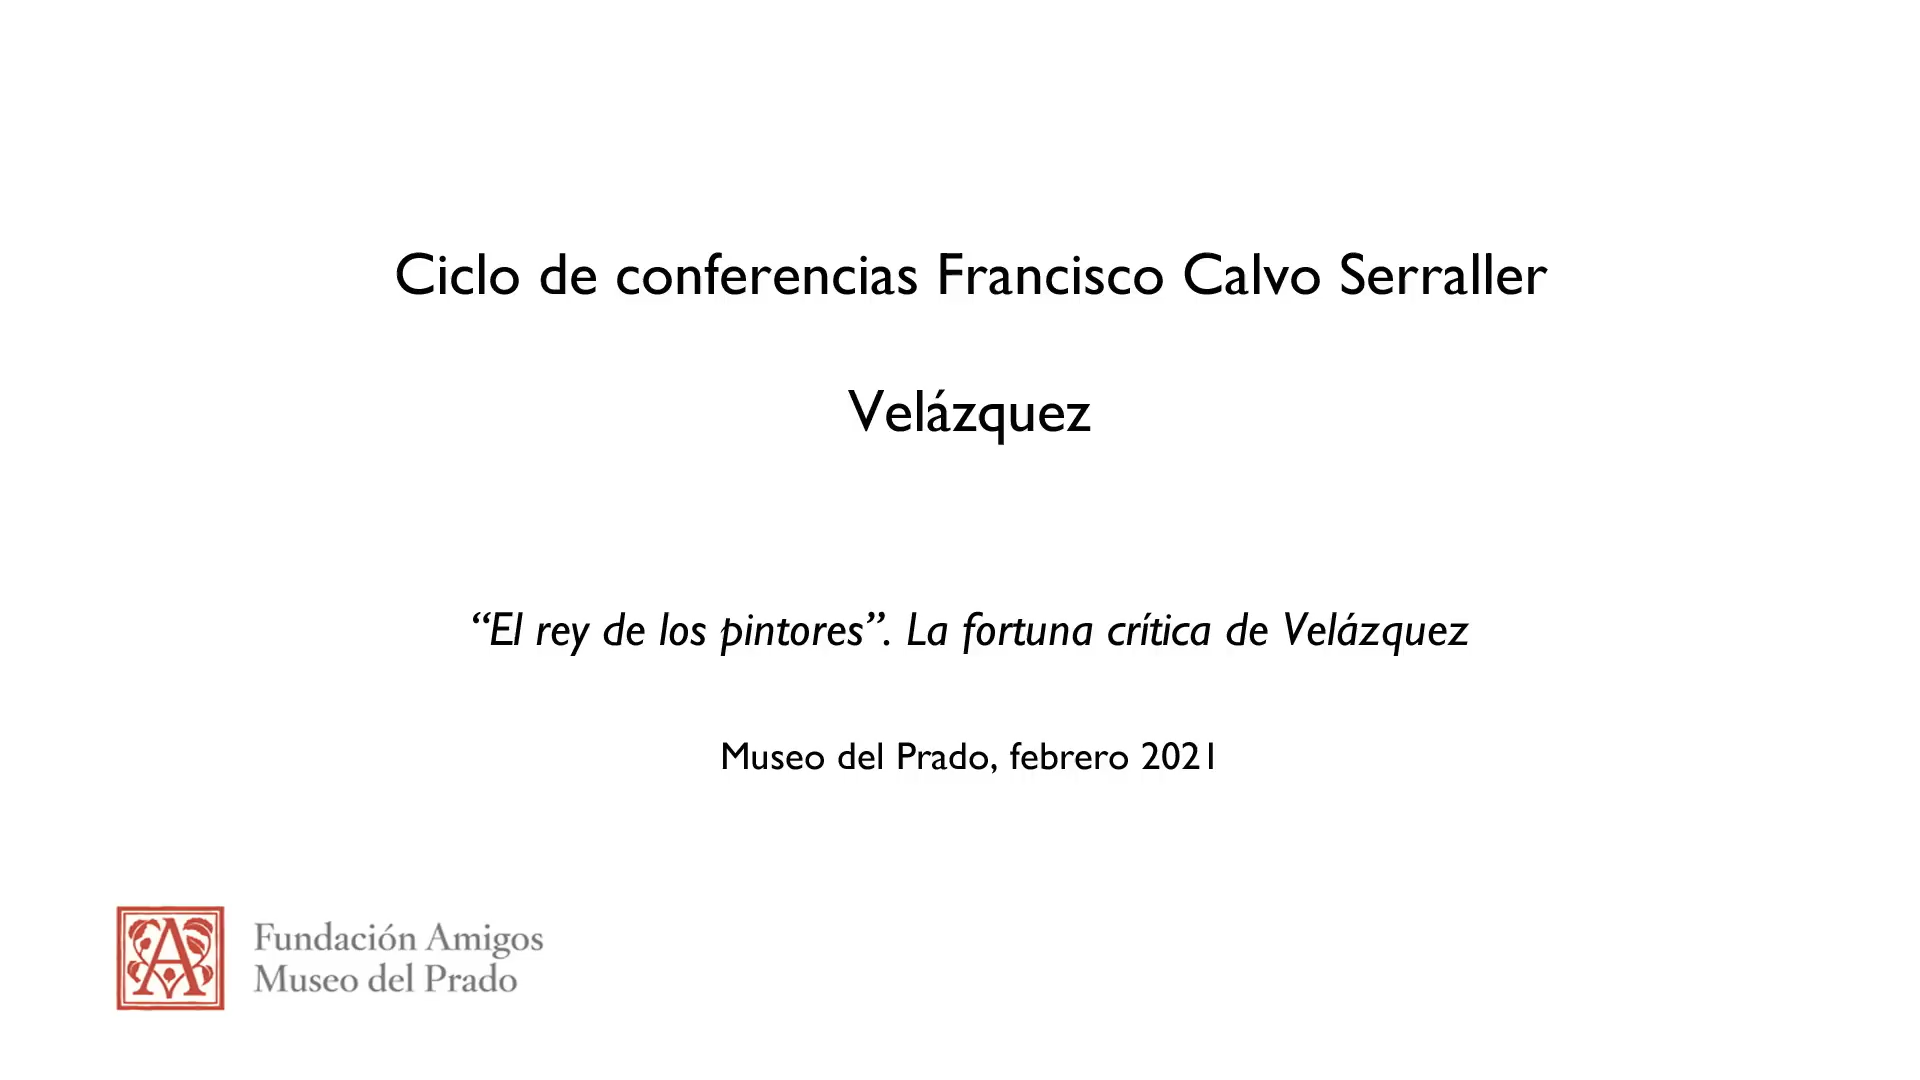 Ciclo de conferencias Francisco Calvo Serraller
Velázquez
“El rey de los pintores”. La fortuna crítica de Velázquez
Museo del Prado, febrero 2021
A
Fundación Amigos
Museo del Prado